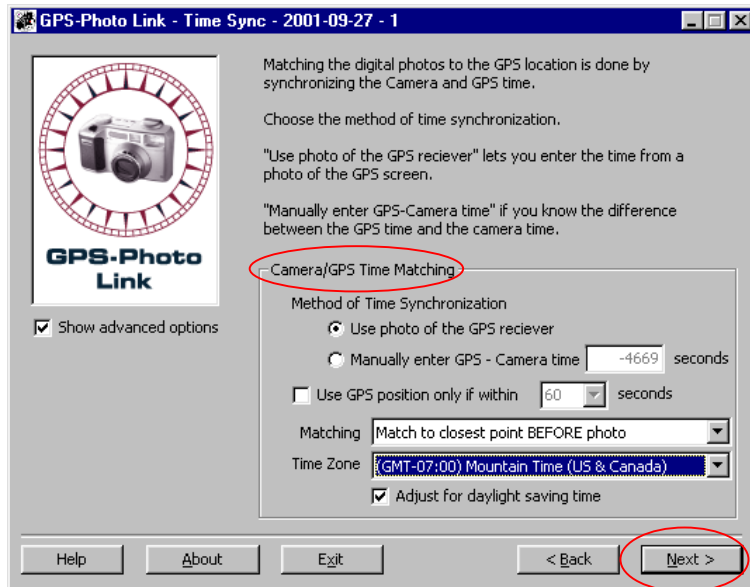 GPS-Photo Link - Time Sync - 2001-09-27 - 1
GPS-Photo
Link
Show advanced options
Matching the digital photos to the GPS location is done by
synchronizing the Camera and GPS time.
Choose the method of time synchronization.
"Use photo of the GPS reciever" lets you enter the time from a
photo of the GPS screen.
"Manually enter GPS-Camera time" if you know the difference
between the GPS time and the camera time.
Camera/GPS Time Matching
Method of Time Synchronization
Use photo of the GPS reciever
Manually enter GPS - Camera time -4669 seconds
Use GPS position only if within 60 seconds
Matching Match to closest point BEFORE photo
Time Zone (GMT-07:00) Mountain Time (US & Canada)
Adjust for daylight saving time
Help About Exit < Back Next >